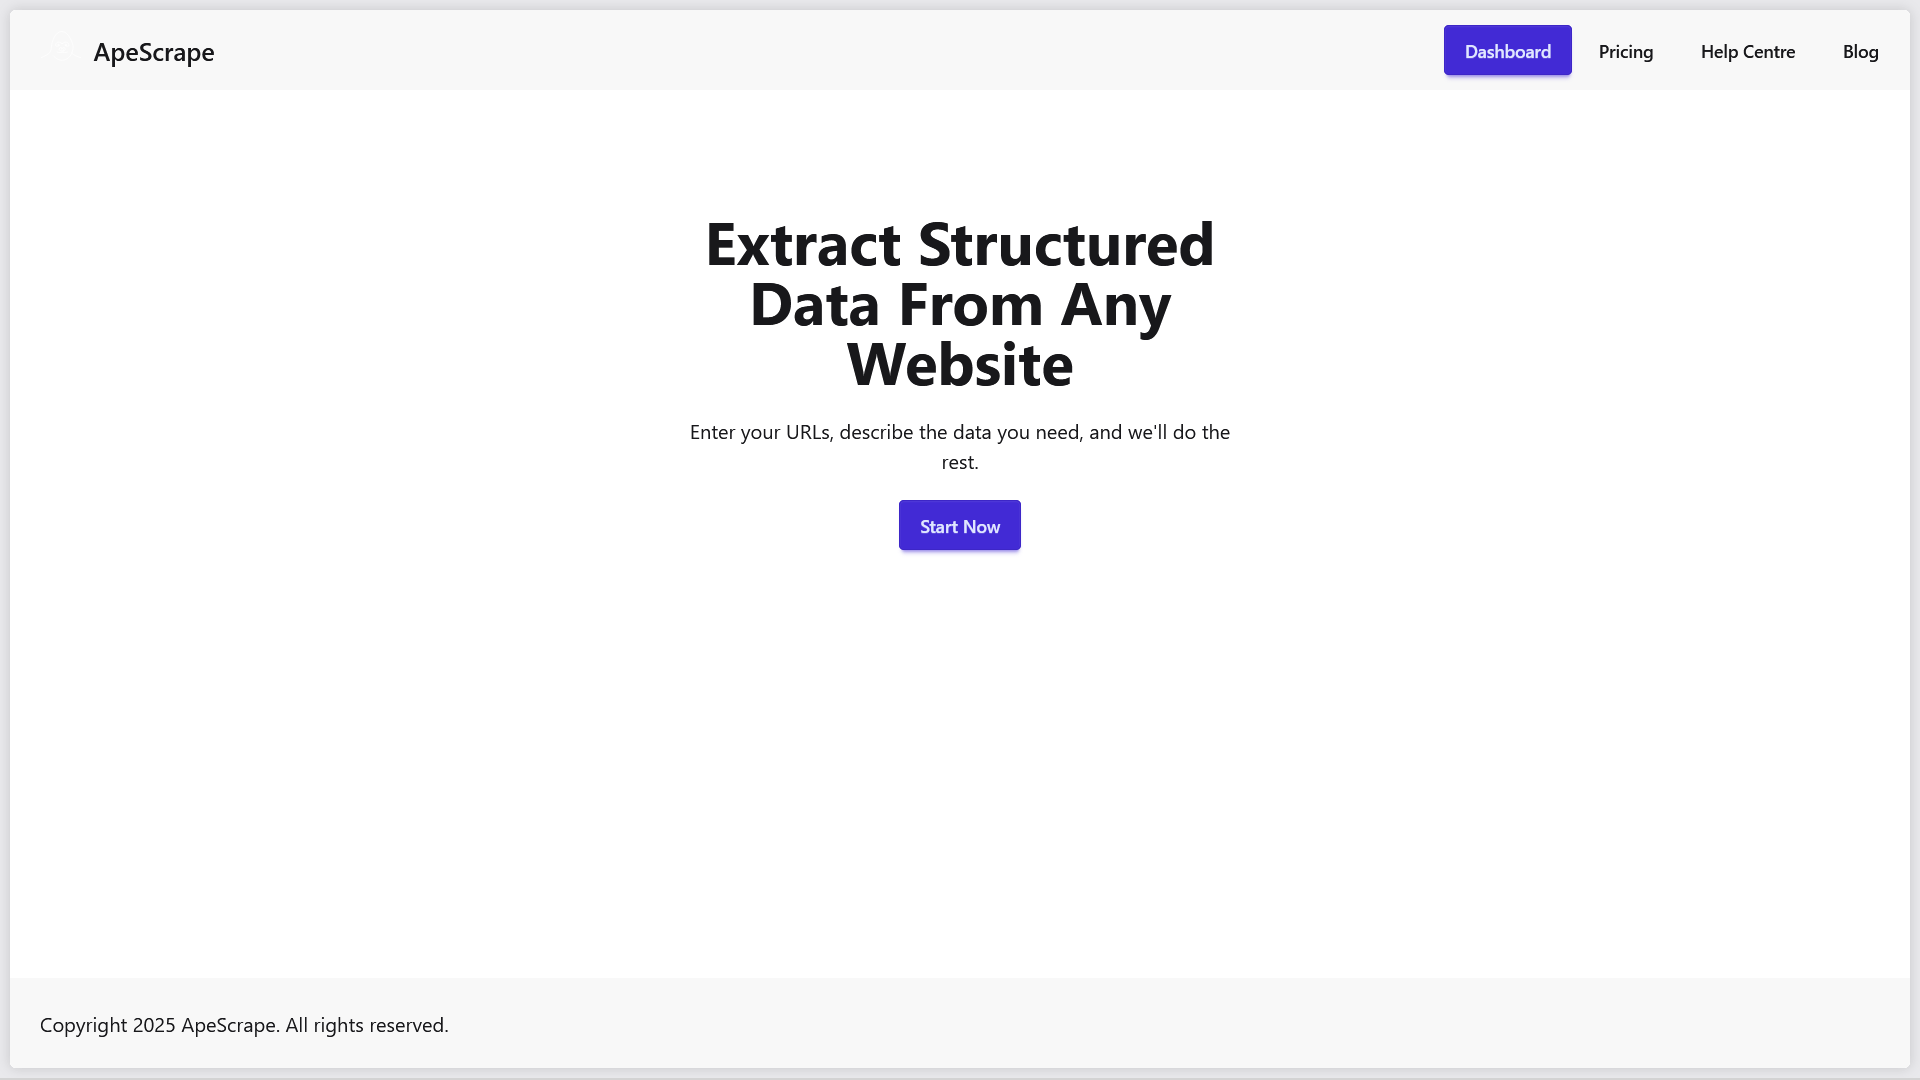 ApeScrape
Dashboard
Pricing
Help Centre
Blog
Extract Structured
Data From Any
Website
Enter your URLs, describe the data you need, and we'll do the
rest.
Start Now
Copyright 2025 ApeScrape. All rights reserved.